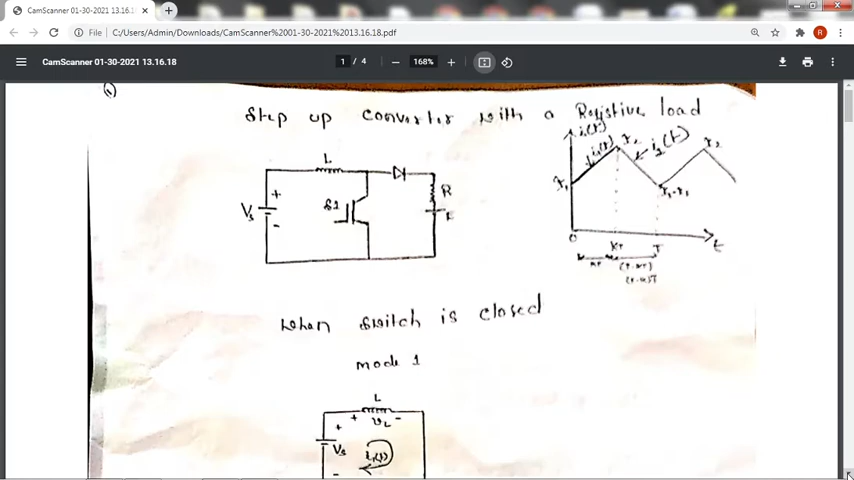 CamScanner 01-30-2021 13.16.18
File C:/Users/Admin/Downloads/CamScanner%2001-30-2021%2013.16.18.pdf
R
CamScanner 01-30-2021 13.16.18
1 / 4
168%
Step up converter with a Resistive load
i(t)
i1(t)
I2
i2(t)
I2
L
I1
R
Vs
+
-
S1
E
0
KT
T
t
when switch is closed
mode 1
L
+ vL -
+
Vs
i1(t)
-